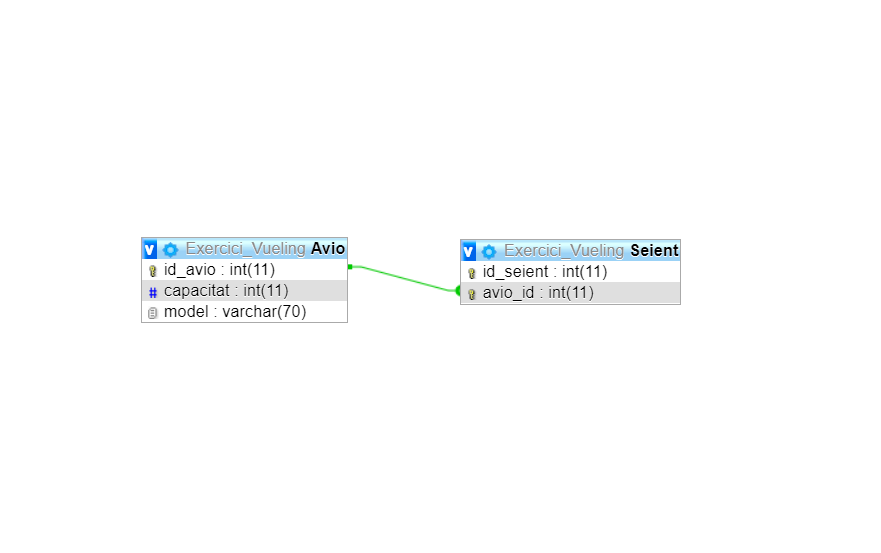 v Exercici_Vueling Avio
id_avio : int(11)
# capacitat : int(11)
model : varchar(70)
v Exercici_Vueling Seient
id_seient : int(11)
avio_id : int(11)